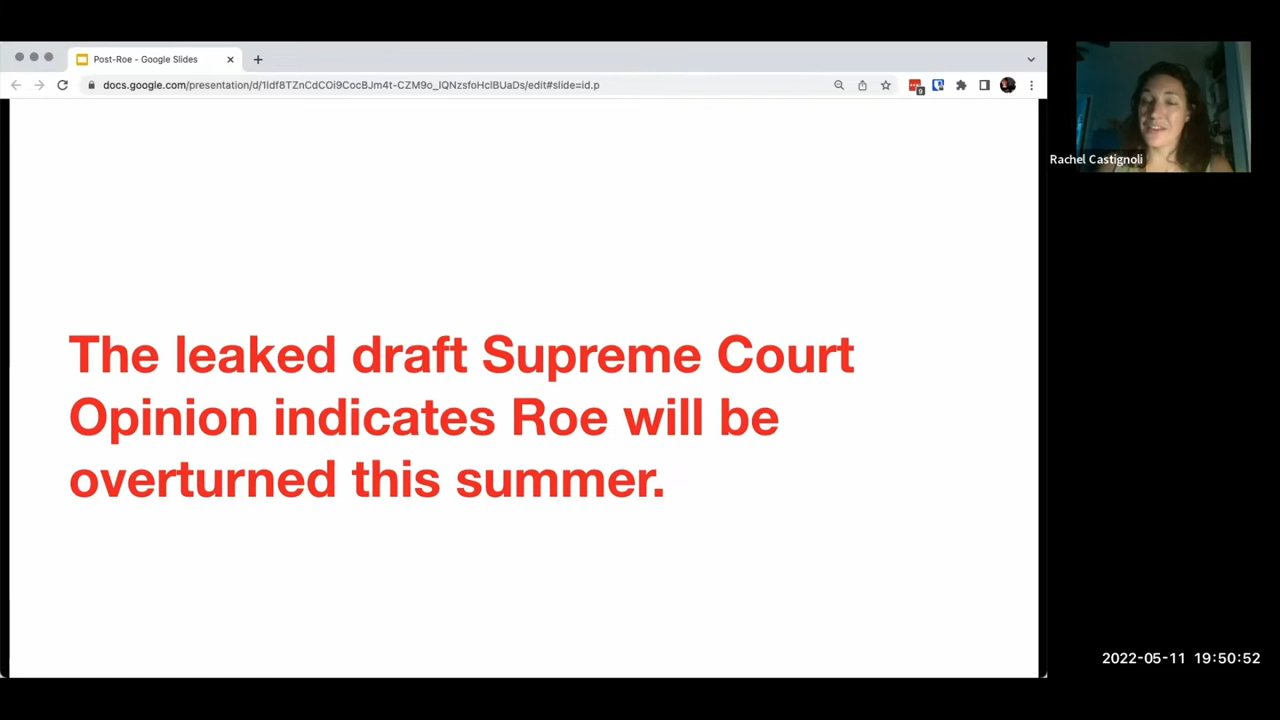 Post-Roe - Google Slides
docs.google.com/presentation/d/1ldf8TZnCdCOi9CocBJm4t-CZM9o_IQNzsfoHclBUaDs/edit#slide=id.p
Rachel Castignoli
The leaked draft Supreme Court
Opinion indicates Roe will be
overturned this summer.
2022-05-11 19:50:52